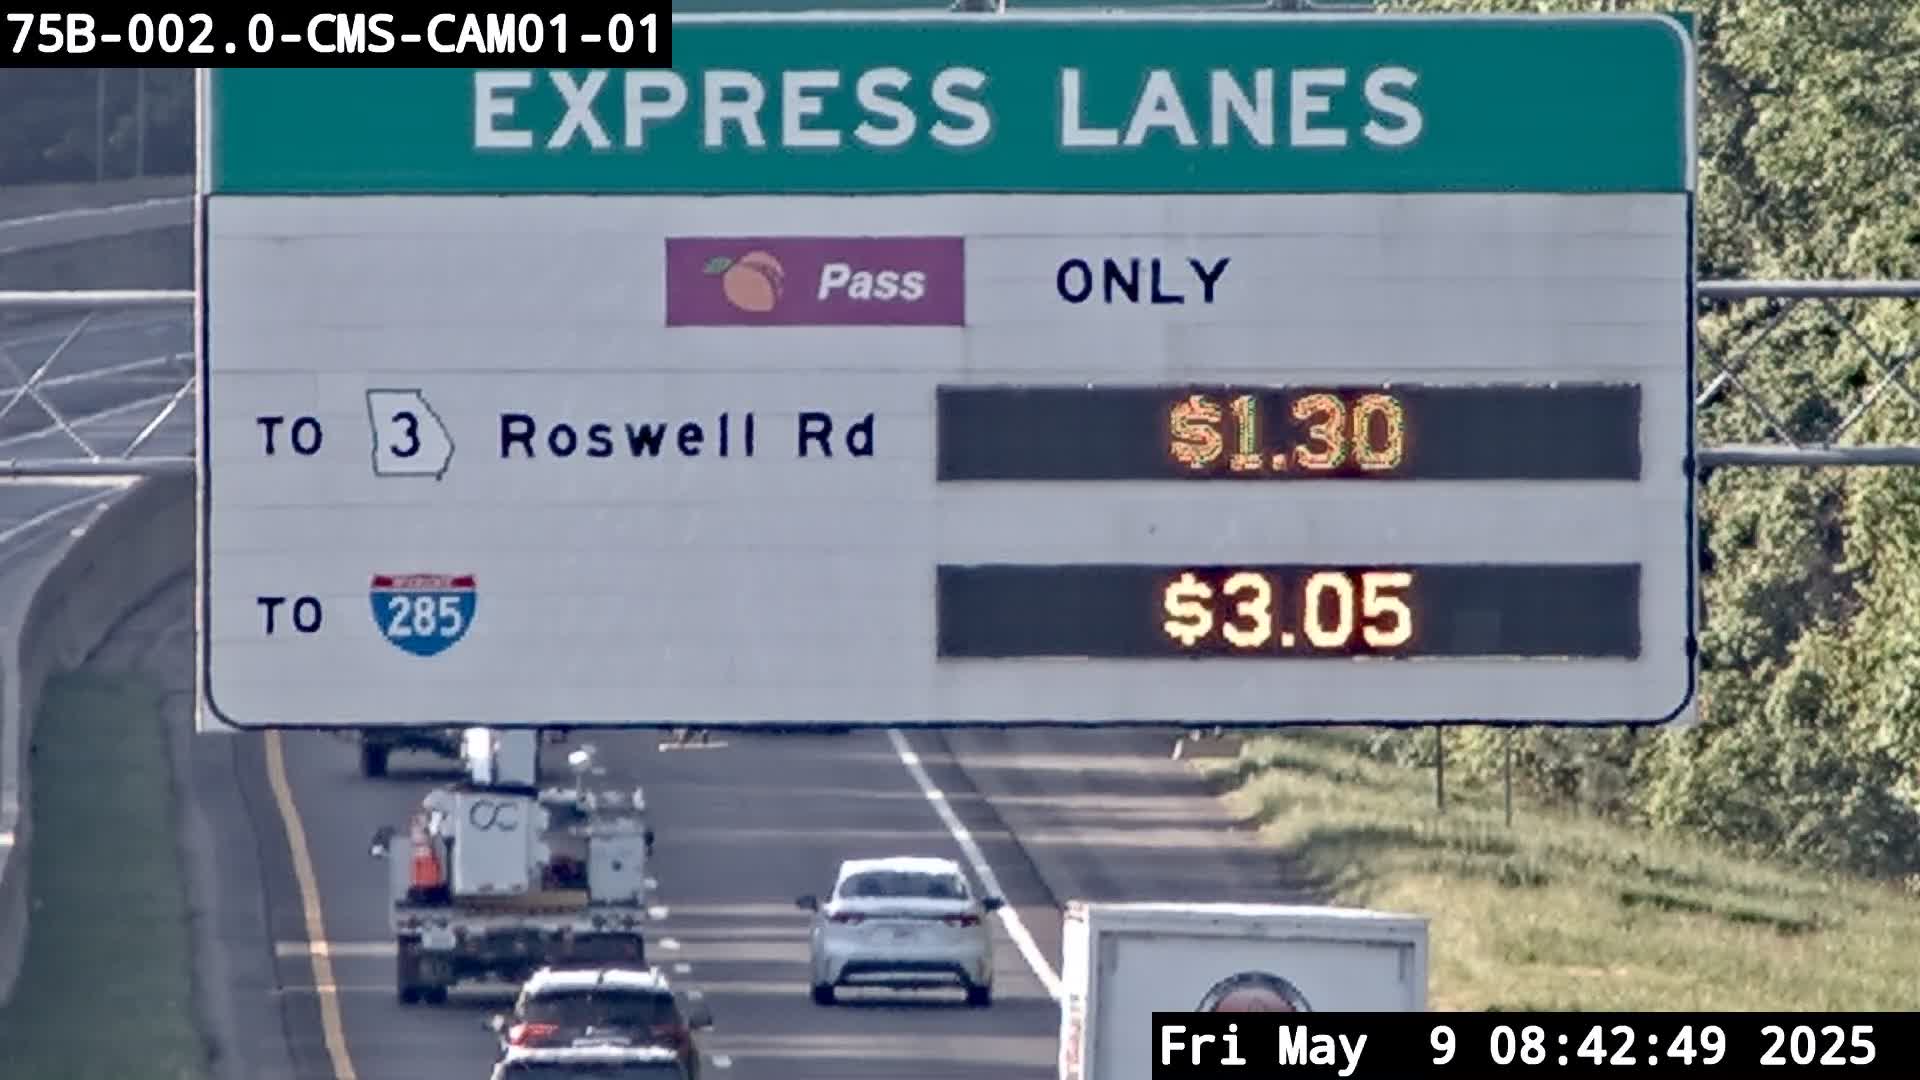 75B-002.0-CMS-CAM01-01
EXPRESS LANES
Pass ONLY
TO 3 Roswell Rd $1.30
TO 285 $3.05
Fri May 9 08:42:49 2025